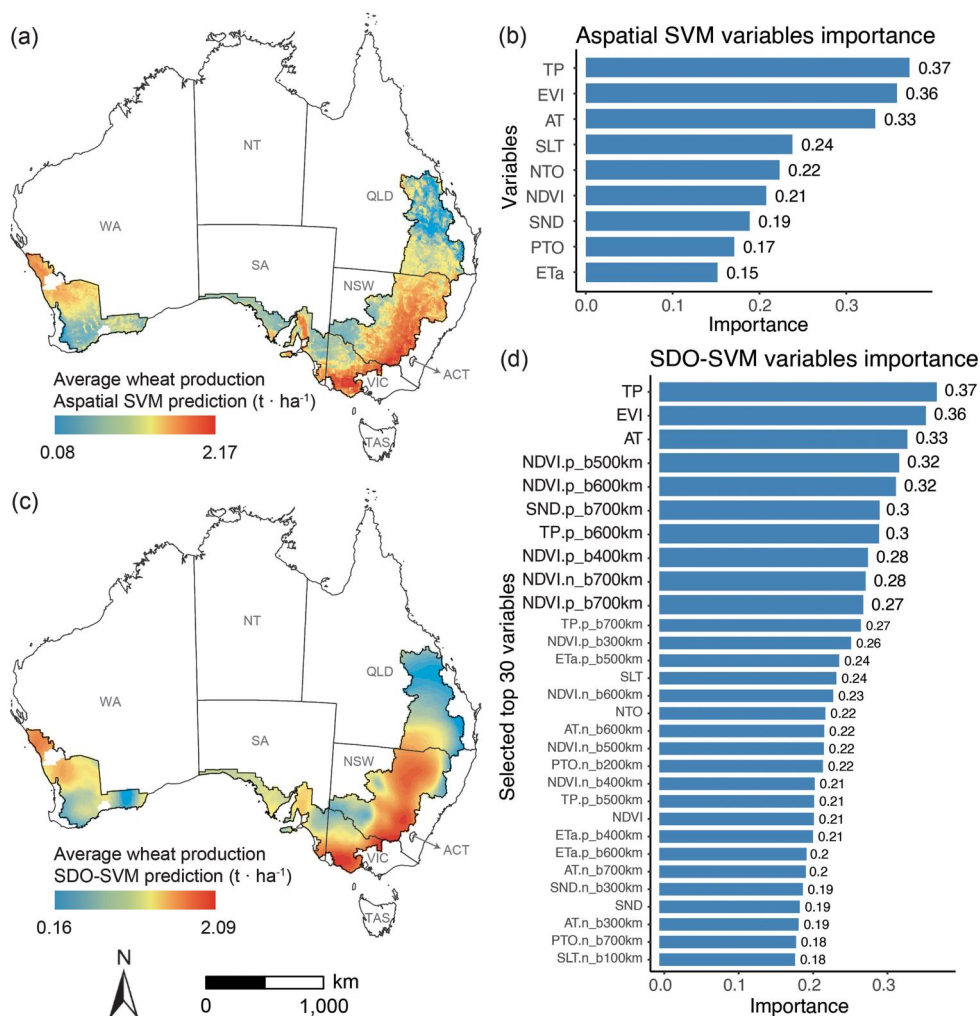 (a)
NT
QLD
WA
SA
NSW
VIC
ACT
TAS
Average wheat production
Aspatial SVM prediction (t · ha⁻¹)
0.08 2.17
(b)
Aspatial SVM variables importance
Variables
TP 0.37
EVI 0.36
AT 0.33
SLT 0.24
NTO 0.22
NDVI 0.21
SND 0.19
PTO 0.17
ETa 0.15
0.0 0.1 0.2 0.3
Importance
(c)
NT
QLD
WA
SA
NSW
VIC
ACT
TAS
Average wheat production
SDO-SVM prediction (t · ha⁻¹)
0.16 2.09
N
km
0 1,000
(d)
SDO-SVM variables importance
Selected top 30 variables
TP 0.37
EVI 0.36
AT 0.33
NDVI.p_b500km 0.32
NDVI.p_b600km 0.32
SND.p_b700km 0.3
TP.p_b600km 0.3
NDVI.p_b400km 0.28
NDVI.n_b700km 0.28
NDVI.p_b700km 0.27
TP.p_b700km 0.27
NDVI.p_b300km 0.26
ETa.p_b500km 0.24
SLT 0.24
NDVI.n_b600km 0.23
NTO 0.22
AT.n_b600km 0.22
NDVI.n_b500km 0.22
PTO.n_b200km 0.22
NDVI.n_b400km 0.21
TP.p_b500km 0.21
NDVI 0.21
ETa.p_b400km 0.21
ETa.p_b600km 0.2
AT.n_b700km 0.2
SND.n_b300km 0.19
SND 0.19
AT.n_b300km 0.19
PTO.n_b700km 0.18
SLT.n_b100km 0.18
0.0 0.1 0.2 0.3
Importance